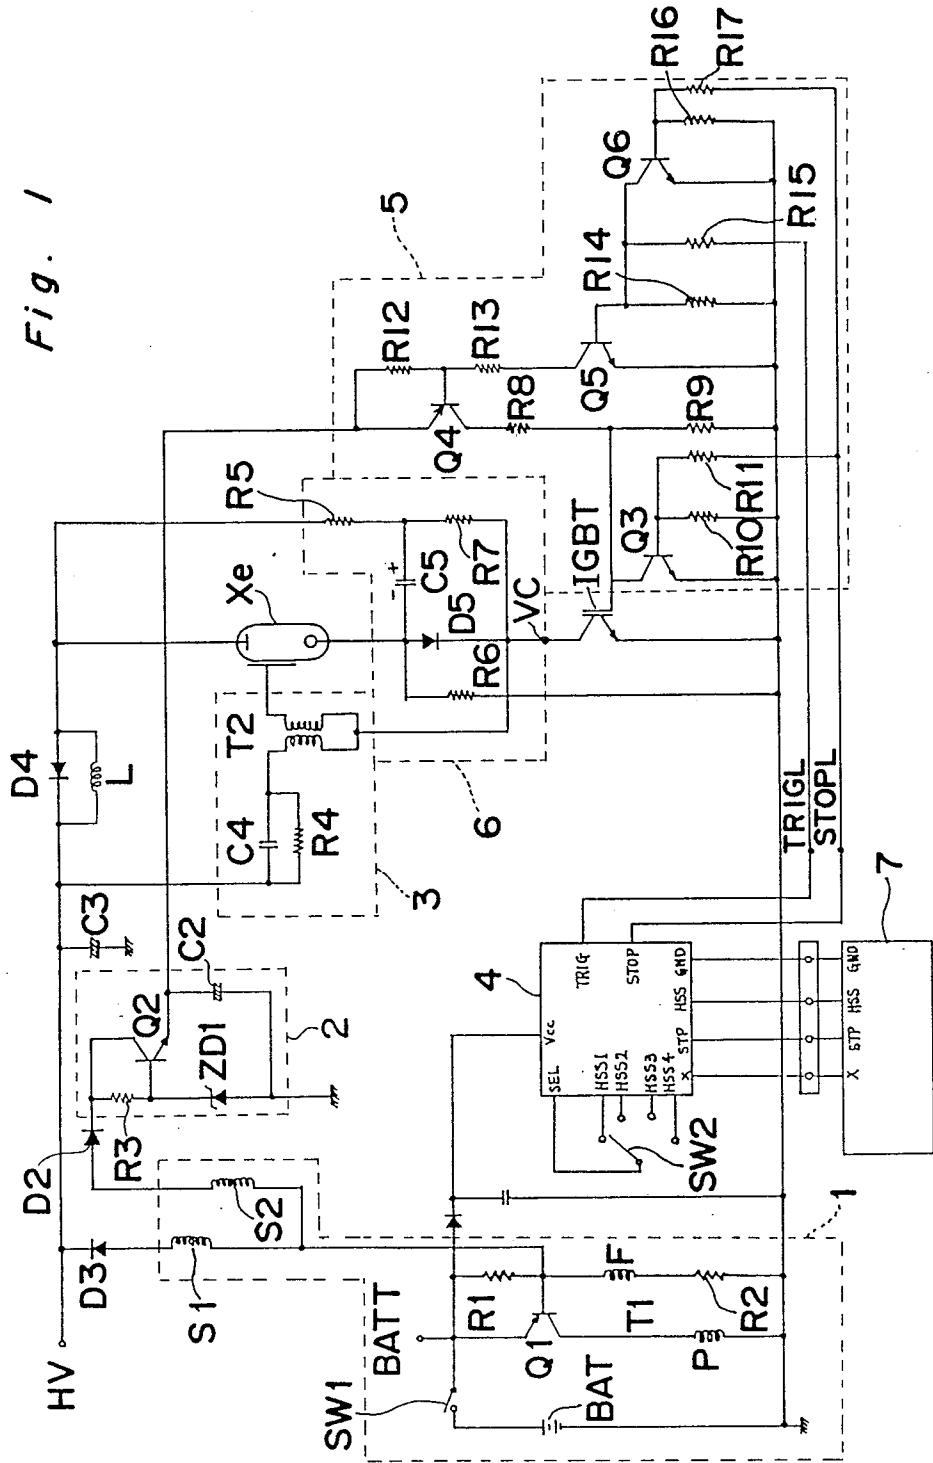 Fig. 1
HV
D3
S1
D2
R3
S2
Q2
ZD1
C2
2
C3
D4
L
C4
R4
T2
3
Xe
R5
6
R6
D5
C5
- +
R7
VC
IGBT
5
R12
R13
Q4
R8
Q5
R14
R15
Q6
R16
R17
Q3
R10
R11
R9
TRIGL
STOPL
SW1
BATT
BAT
R1
Q1
F
T1
P
R2
1
SW2
4
Vcc
SEL
HSS1
HSS2
HSS3
HSS4
TRIG
STOP
X
STP
HSS
GND
X
STP
HSS
GND
7